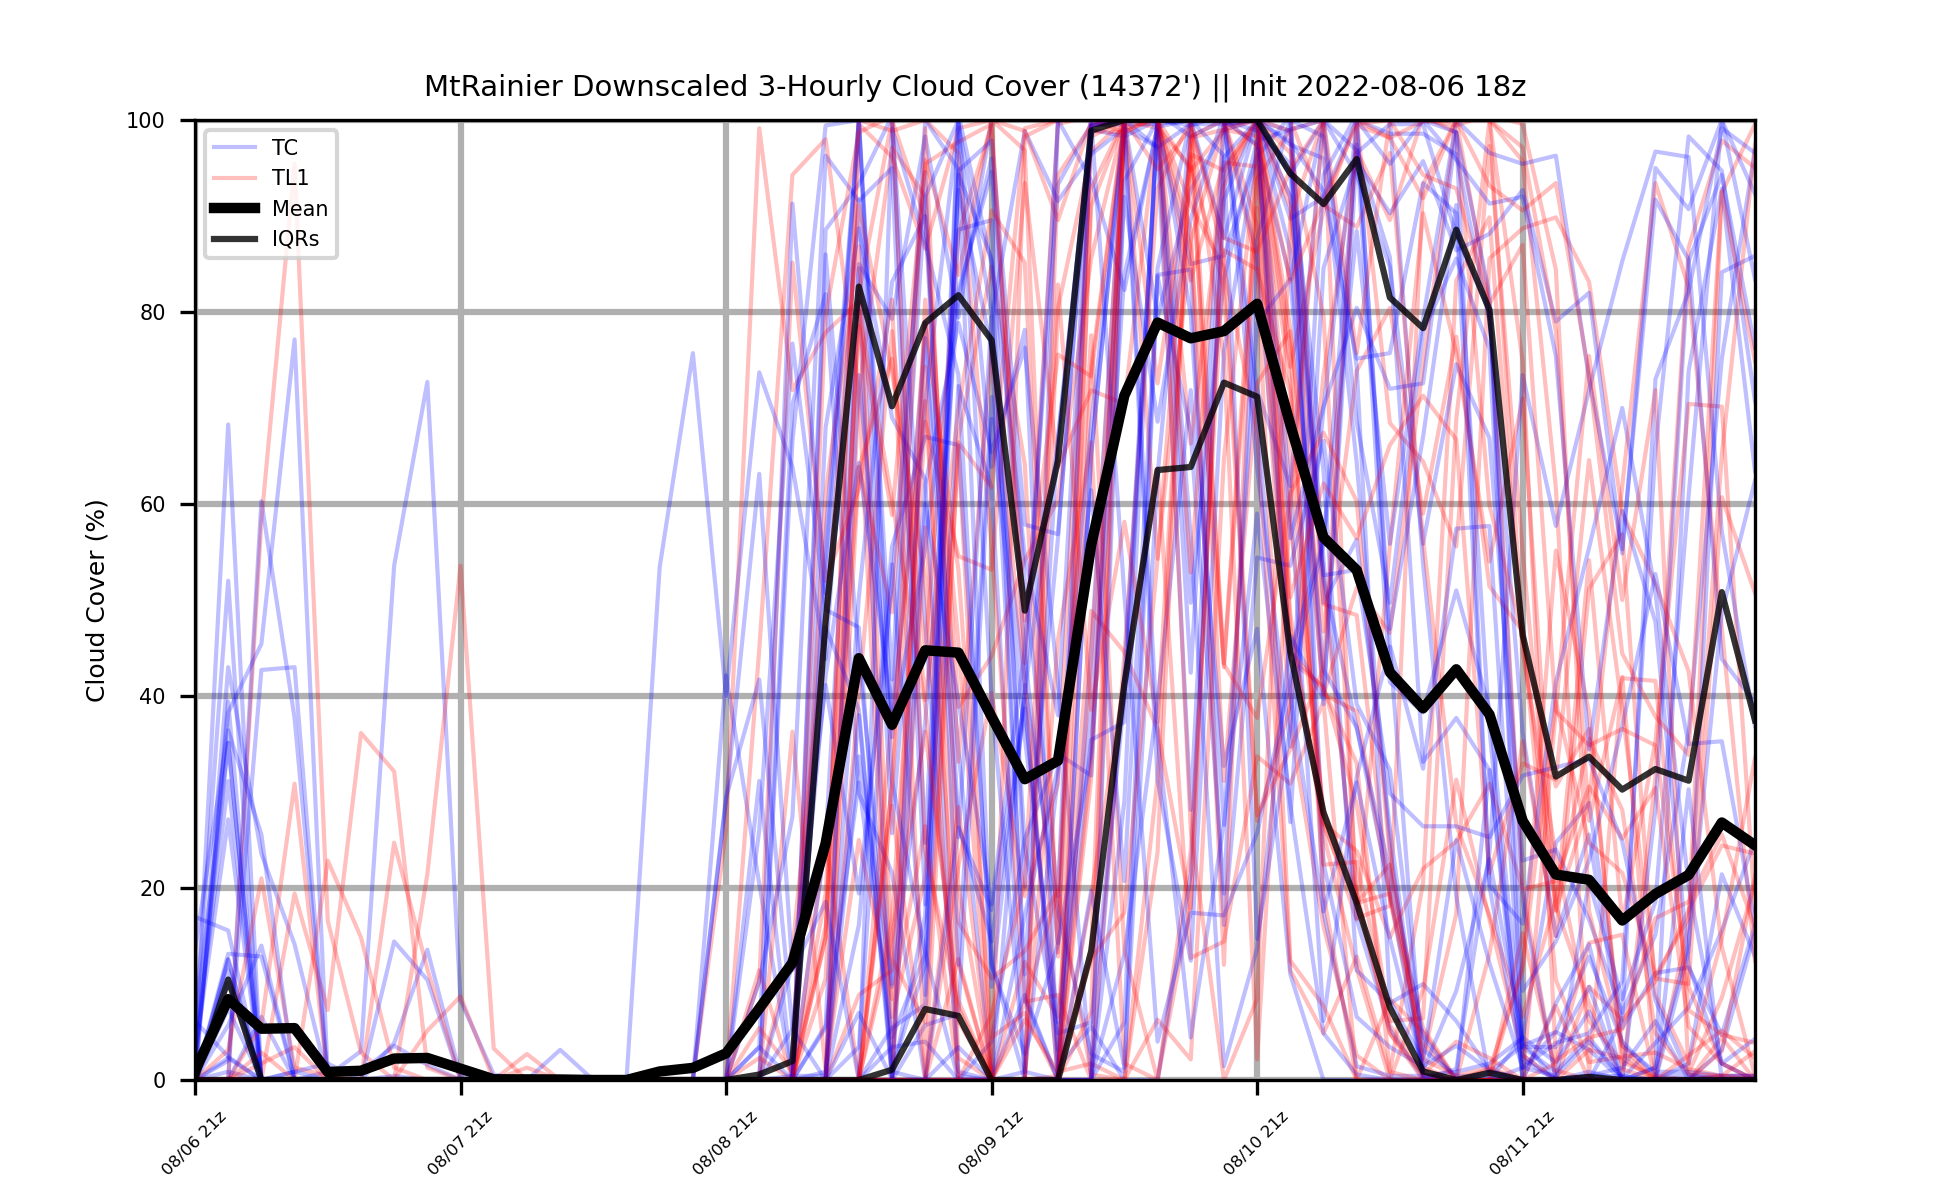 MtRainier Downscaled 3-Hourly Cloud Cover (14372') || Init 2022-08-06 18z
Cloud Cover (%)
100
80
60
40
20
0
TC
TL1
Mean
IQRs
08/06 21z
08/07 21z
08/08 21z
08/09 21z
08/10 21z
08/11 21z